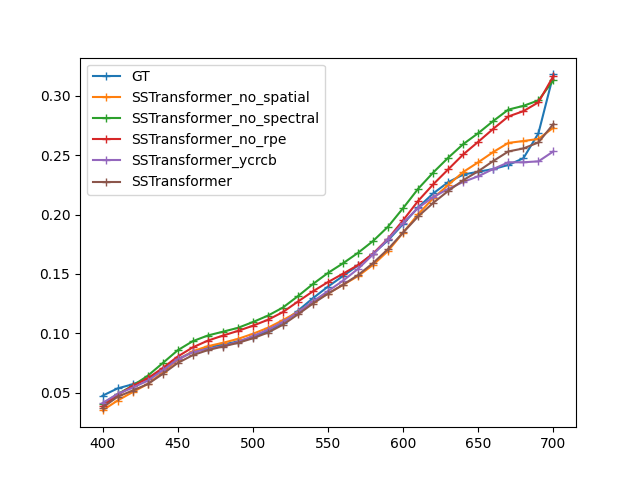 GT
SSTransformer_no_spatial
SSTransformer_no_spectral
SSTransformer_no_rpe
SSTransformer_ycrcb
SSTransformer
0.30
0.25
0.20
0.15
0.10
0.05
400 450 500 550 600 650 700